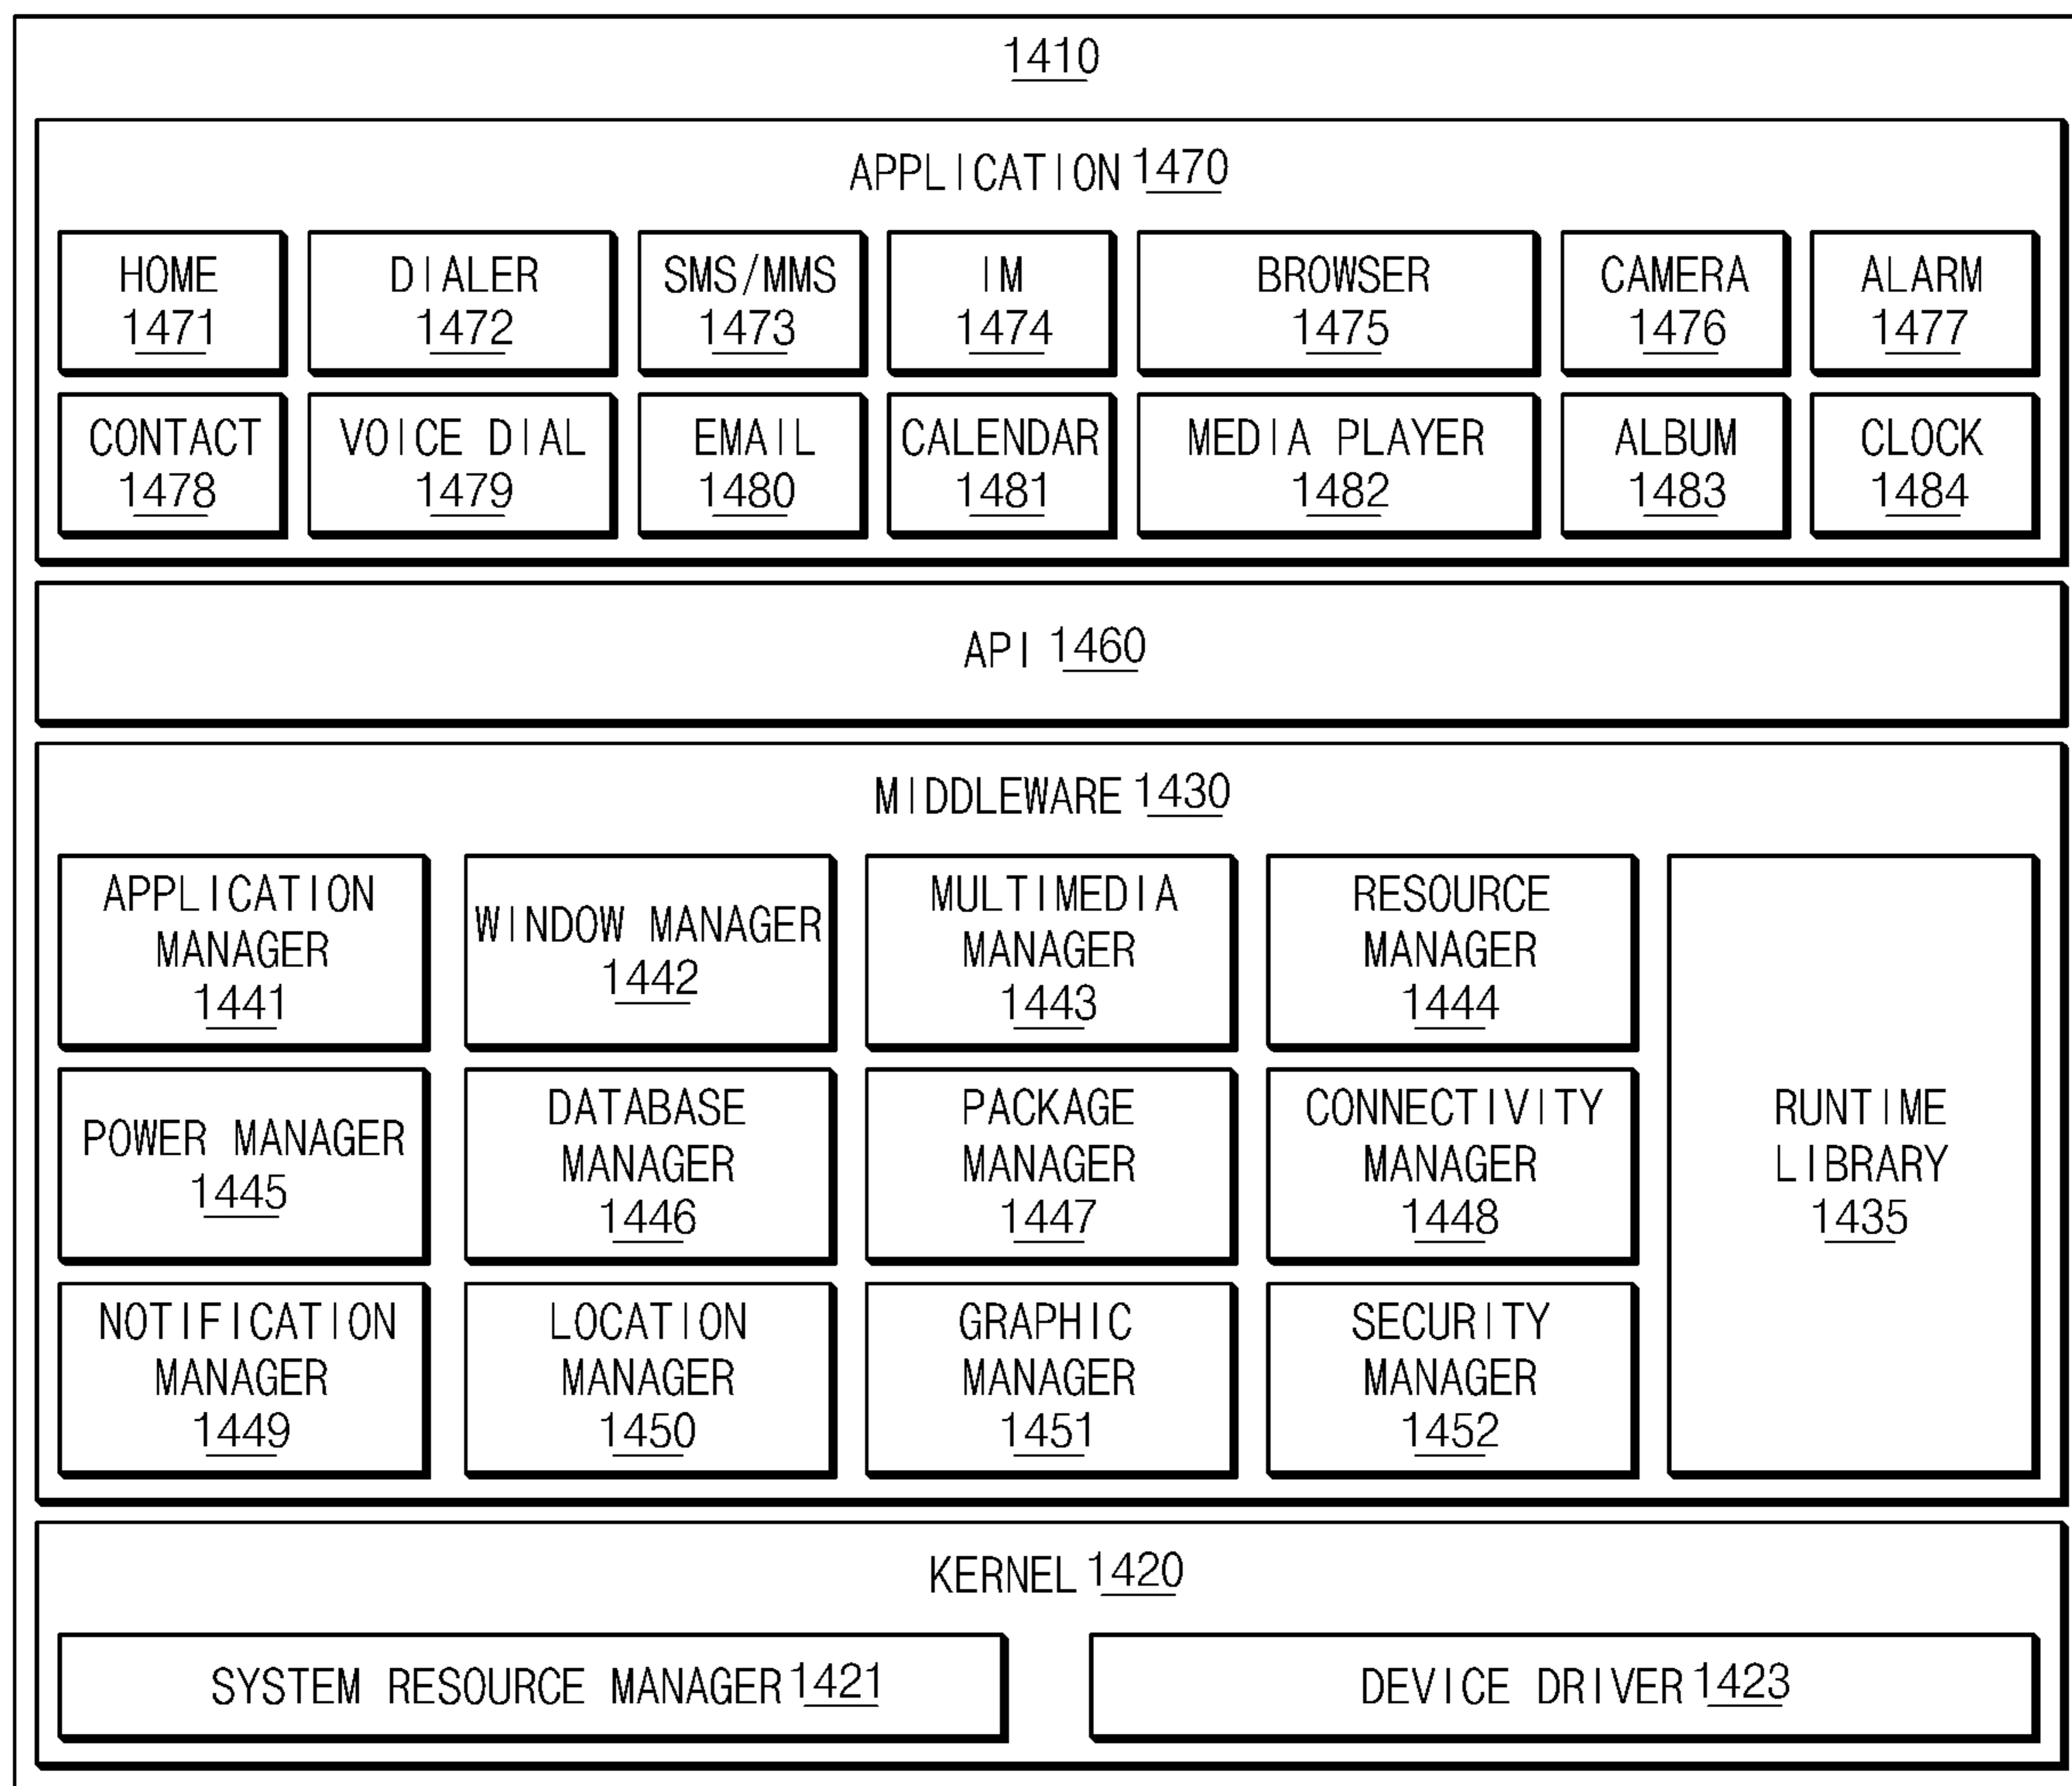 1410
APPLICATION 1470
HOME
1471
DIALER
1472
SMS/MMS
1473
IM
1474
BROWSER
1475
CAMERA
1476
ALARM
1477
CONTACT
1478
VOICE DIAL
1479
EMAIL
1480
CALENDAR
1481
MEDIA PLAYER
1482
ALBUM
1483
CLOCK
1484
API 1460
MIDDLEWARE 1430
APPLICATION
MANAGER
1441
WINDOW MANAGER
1442
MULTIMEDIA
MANAGER
1443
RESOURCE
MANAGER
1444
POWER MANAGER
1445
DATABASE
MANAGER
1446
PACKAGE
MANAGER
1447
CONNECTIVITY
MANAGER
1448
RUNTIME
LIBRARY
1435
NOTIFICATION
MANAGER
1449
LOCATION
MANAGER
1450
GRAPHIC
MANAGER
1451
SECURITY
MANAGER
1452
KERNEL 1420
SYSTEM RESOURCE MANAGER 1421
DEVICE DRIVER 1423